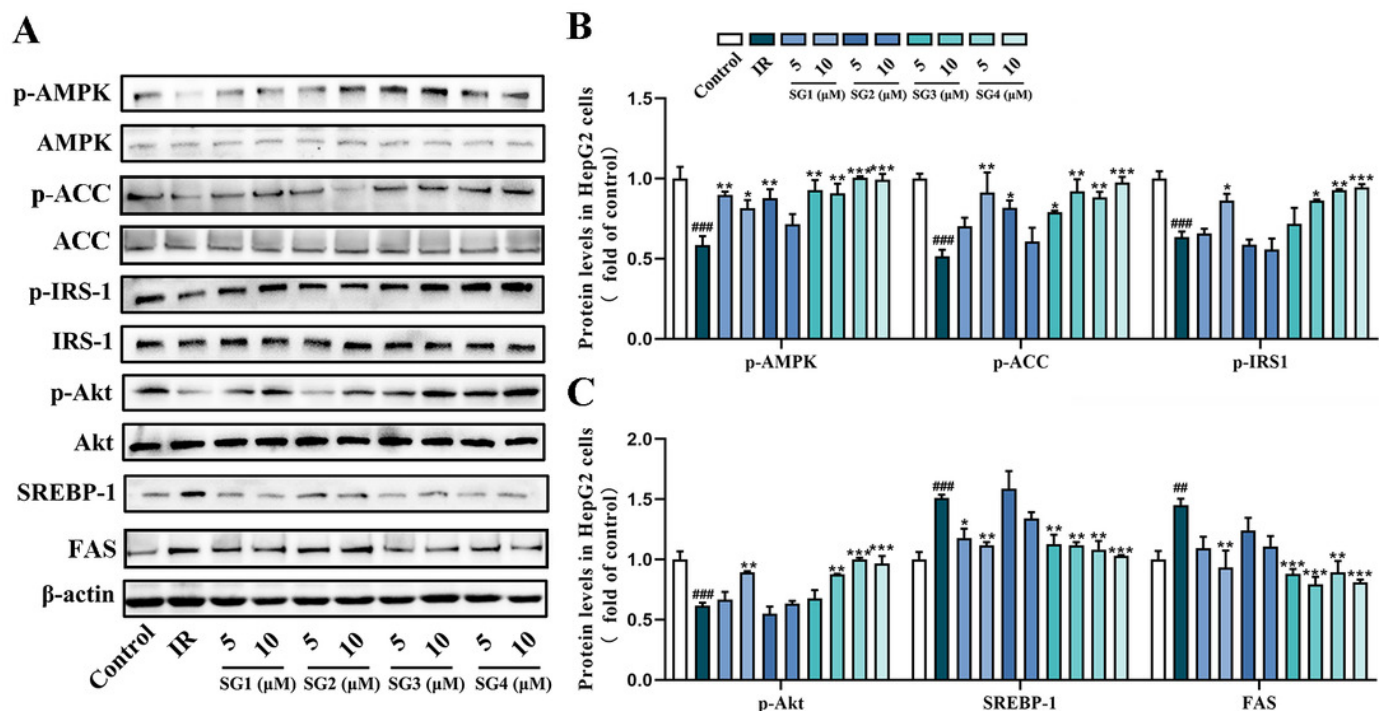 A
p-AMPK
AMPK
p-ACC
ACC
p-IRS-1
IRS-1
p-Akt
Akt
SREBP-1
FAS
β-actin
Control IR 5 10 5 10 5 10 5 10
SG1 (μM) SG2 (μM) SG3 (μM) SG4 (μM)
B
Control IR 5 10 5 10 5 10 5 10
SG1 (μM) SG2 (μM) SG3 (μM) SG4 (μM)
Protein levels in HepG2 cells
( fold of control)
1.5
1.0
0.5
0.0
### ** * ** ** ** *** ***
### ** * * ** ** ***
### * * ** ***
p-AMPK p-ACC p-IRS1
C
Protein levels in HepG2 cells
( fold of control)
2.0
1.5
1.0
0.5
0.0
### ** ** *** ***
### * ** ** ** ** ***
## ** *** *** ** ***
p-Akt SREBP-1 FAS